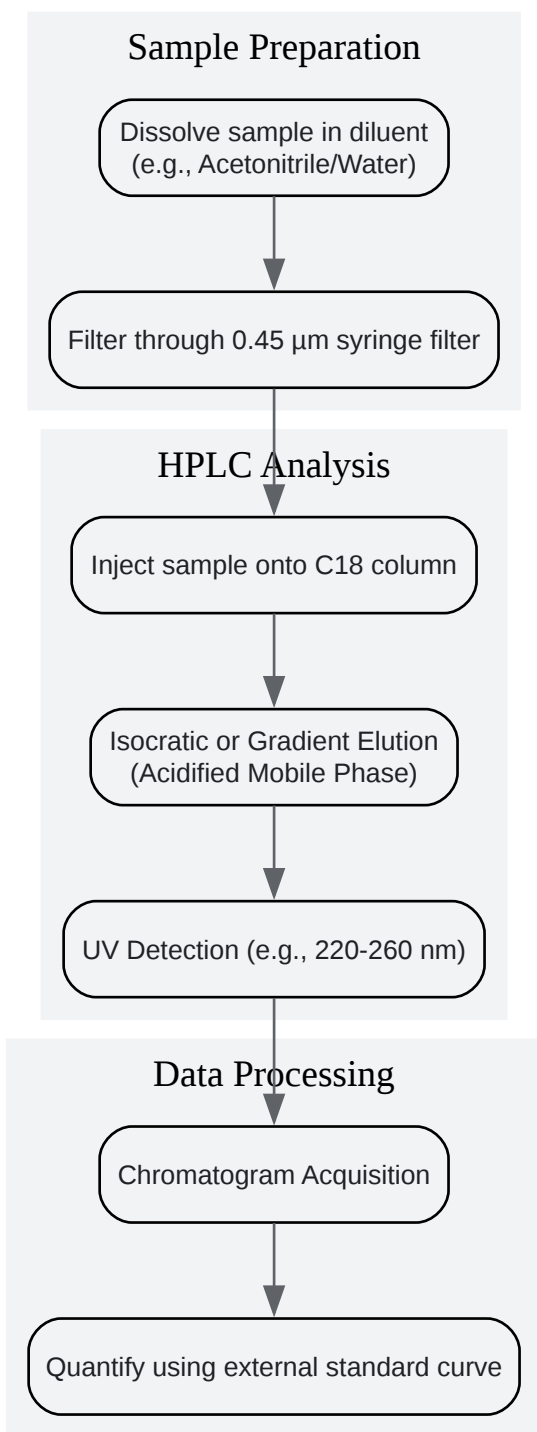 Sample Preparation
Dissolve sample in diluent
(e.g., Acetonitrile/Water)
Filter through 0.45 µm syringe filter
HPLC Analysis
Inject sample onto C18 column
Isocratic or Gradient Elution
(Acidified Mobile Phase)
UV Detection (e.g., 220-260 nm)
Data Processing
Chromatogram Acquisition
Quantify using external standard curve